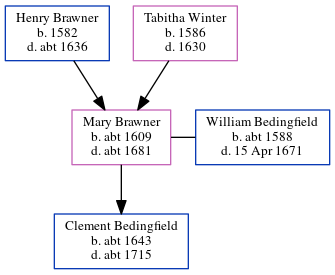 Henry Brawner
b. 1582
d. abt 1636
Tabitha Winter
b. 1586
d. 1630
Mary Brawner
b. abt 1609
d. abt 1681
William Bedingfield
b. abt 1588
d. 15 Apr 1671
Clement Bedingfield
b. abt 1643
d. abt 1715